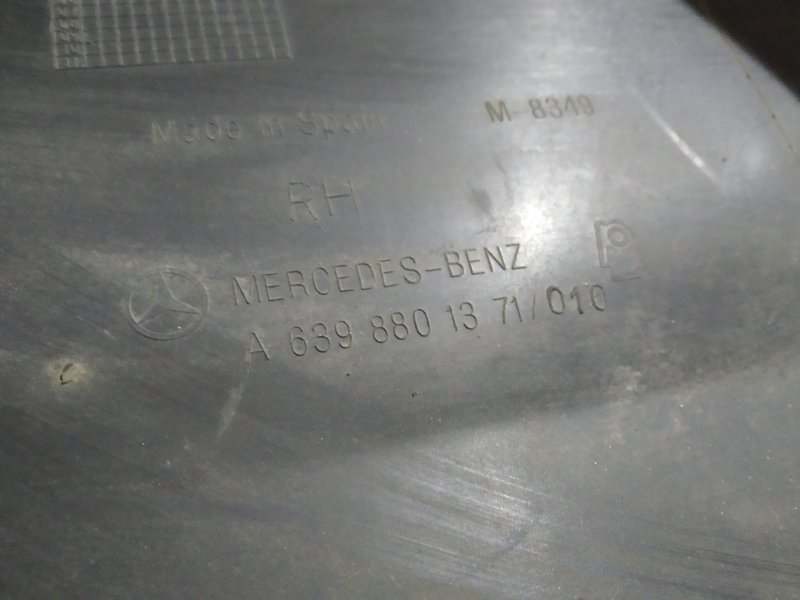 Made in Spain
M-8349
RH
MERCEDES-BENZ
A 639 880 13 71/010